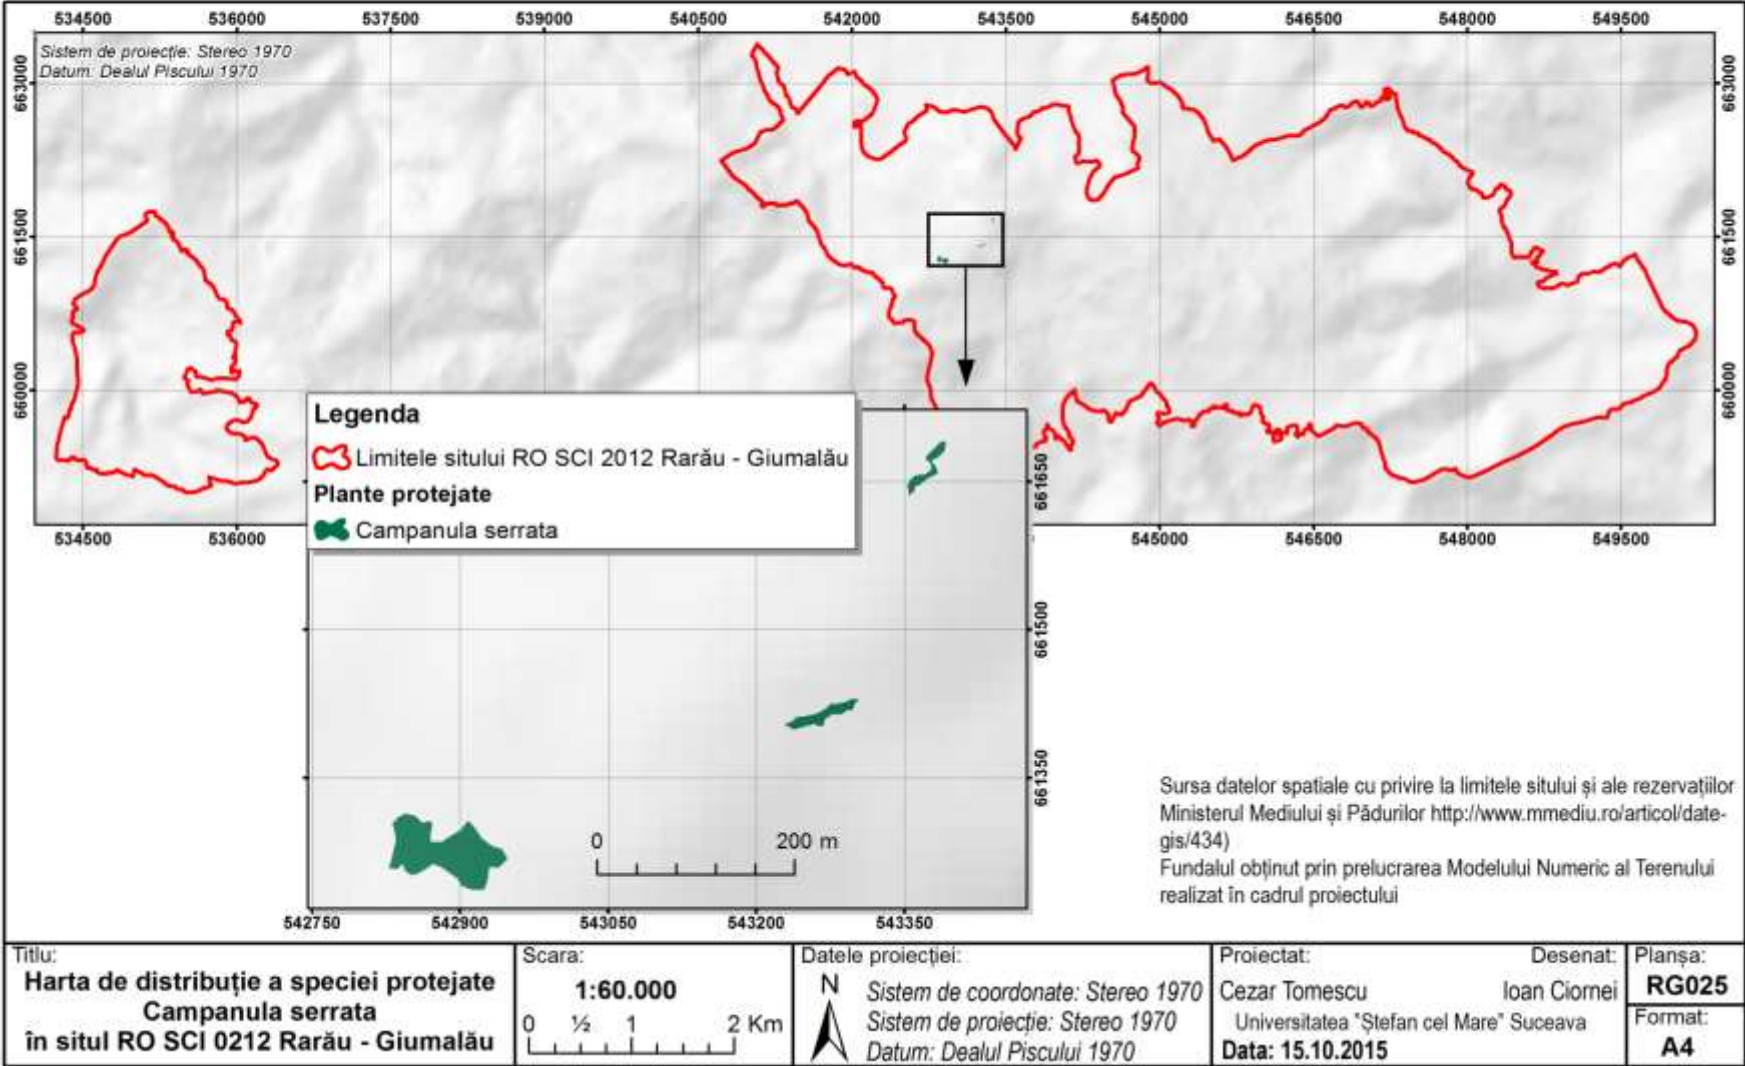 534500 536000 537500 539000 540500 542000 543500 545000 546500 548000 549500
Sistem de proiecție: Stereo 1970
Datum: Dealul Piscului 1970
663000 663000
661500 661500
660000 660000
Legenda
Limitele sitului RO SCI 2012 Rarău - Giumalău
Plante protejate
Campanula serrata
534500 536000 545000 546500 548000 549500
661650
661500
661350
0 200 m
542750 542900 543050 543200 543350
Sursa datelor spatiale cu privire la limitele sitului și ale rezervațiilor
Ministerul Mediului și Pădurilor http://www.mmediu.ro/articol/date-
gis/434)
Fundalul obținut prin prelucrarea Modelului Numeric al Terenului
realizat în cadrul proiectului
Titlu:
Harta de distribuție a speciei protejate
Campanula serrata
în situl RO SCI 0212 Rarău - Giumalău
Scara:
1:60.000
0 ½ 1 2 Km
Datele proiecției:
N
Sistem de coordonate: Stereo 1970
Sistem de proiecție: Stereo 1970
Datum: Dealul Piscului 1970
Proiectat: Desenat:
Cezar Tomescu Ioan Ciornei
Universitatea "Ștefan cel Mare" Suceava
Data: 15.10.2015
Planșa:
RG025
Format:
A4